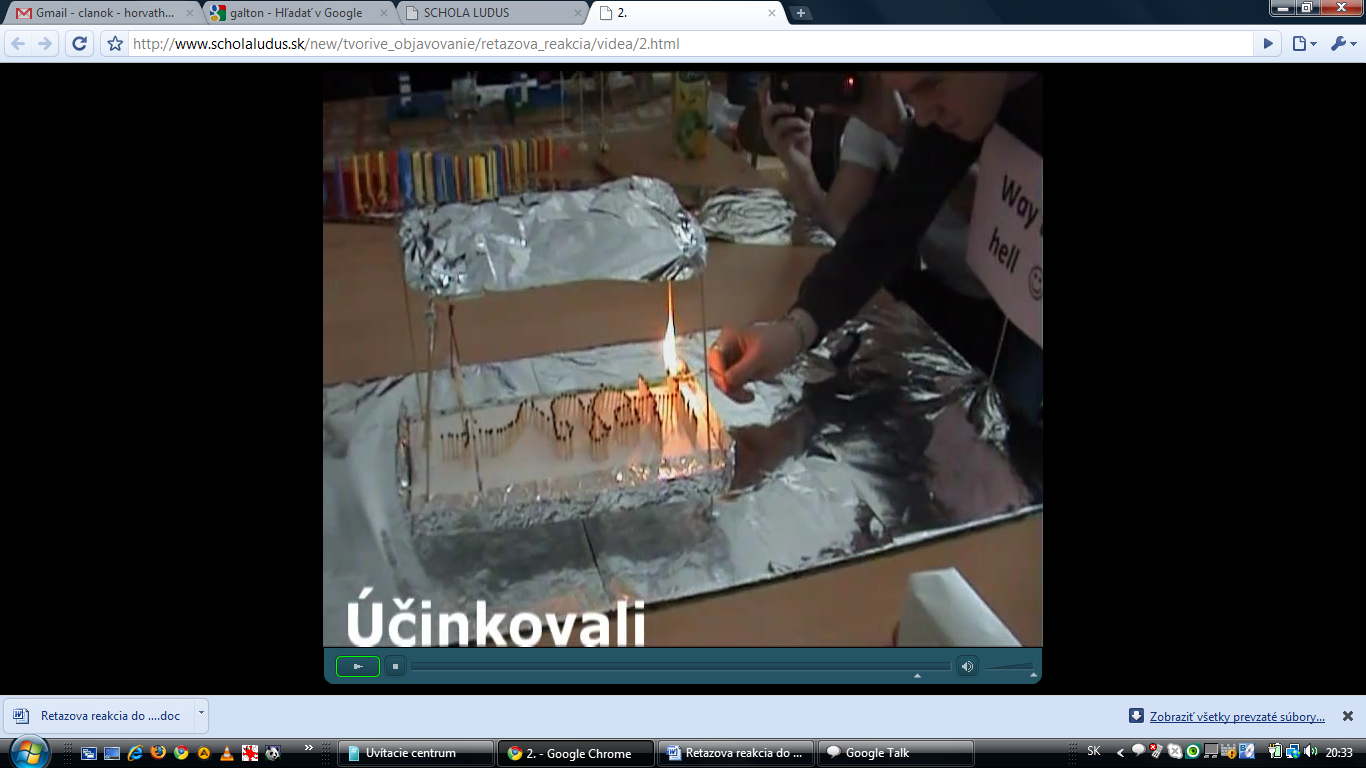 Gmail - clanok - horvath...
galton - Hľadať v Google
SCHOLA LUDUS
2.
http://www.scholaludus.sk/new/tvorive_objavovanie/retazova_reakcia/videa/2.html
Way
hell ☺
Účinkovali
Retazova reakcia do ....doc
Zobraziť všetky prevzaté súbory...
Uvítacie centrum
2. - Google Chrome
Retazova reakcia do ...
Google Talk
SK
20:33